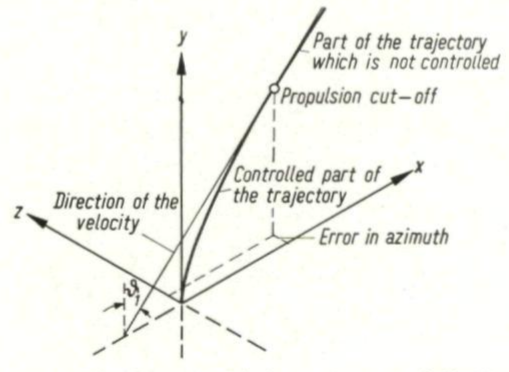 y
Part of the trajectory
which is not controlled
Propulsion cut-off
x
Controlled part of
the trajectory
Direction of the
velocity
z
Error in azimuth
ϑ₁